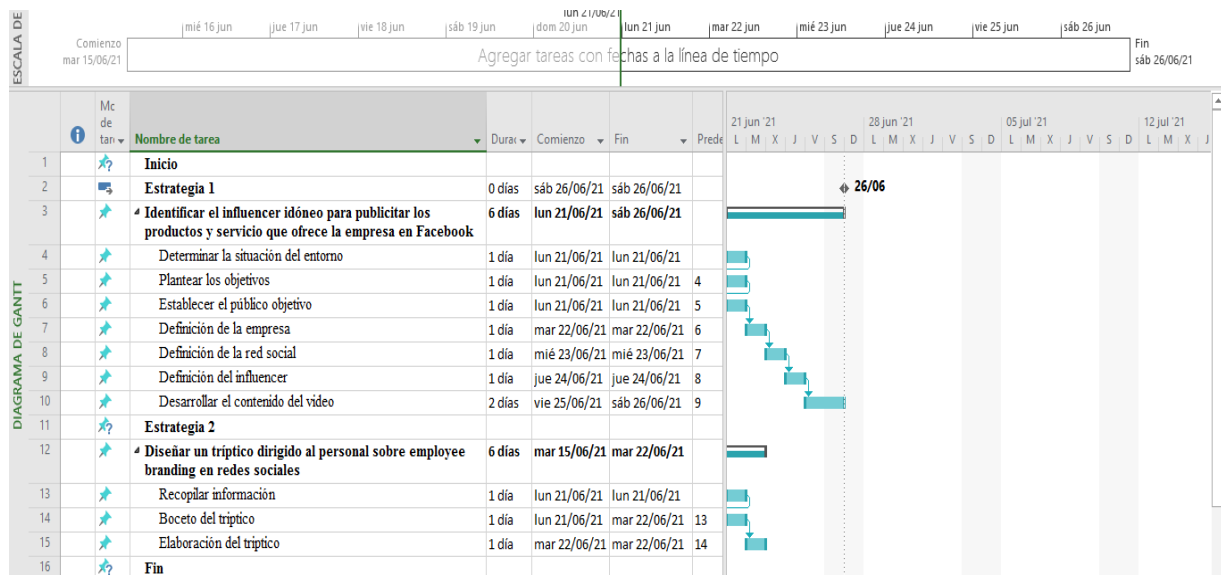 lun 21/06/21
mié 16 jun jue 17 jun vie 18 jun sáb 19 jun dom 20 jun lun 21 jun mar 22 jun mié 23 jun jue 24 jun vie 25 jun sáb 26 jun
ESCALA DE
Comienzo
mar 15/06/21
Agregar tareas con fechas a la línea de tiempo
Fin
sáb 26/06/21
DIAGRAMA DE GANTT
Mc
de
tare Nombre de tarea Durac Comienzo Fin Prede
21 jun '21 28 jun '21 05 jul '21 12 jul '21
L M X J V S D L M X J V S D L M X J V S D L M X J
1 Inicio
2 Estrategia 1 0 días sáb 26/06/21 sáb 26/06/21 26/06
3 Identificar el influencer idóneo para publicitar los 6 días lun 21/06/21 sáb 26/06/21
productos y servicio que ofrece la empresa en Facebook
4 Determinar la situación del entorno 1 día lun 21/06/21 lun 21/06/21
5 Plantear los objetivos 1 día lun 21/06/21 lun 21/06/21 4
6 Establecer el público objetivo 1 día lun 21/06/21 lun 21/06/21 5
7 Definición de la empresa 1 día mar 22/06/21 mar 22/06/21 6
8 Definición de la red social 1 día mié 23/06/21 mié 23/06/21 7
9 Definición del influencer 1 día jue 24/06/21 jue 24/06/21 8
10 Desarrollar el contenido del video 2 días vie 25/06/21 sáb 26/06/21 9
11 Estrategia 2
12 Diseñar un tríptico dirigido al personal sobre employee 6 días mar 15/06/21 mar 22/06/21
branding en redes sociales
13 Recopilar información 1 día lun 21/06/21 lun 21/06/21
14 Boceto del triptico 1 día lun 21/06/21 mar 22/06/21 13
15 Elaboración del triptico 1 día mar 22/06/21 mar 22/06/21 14
16 Fin